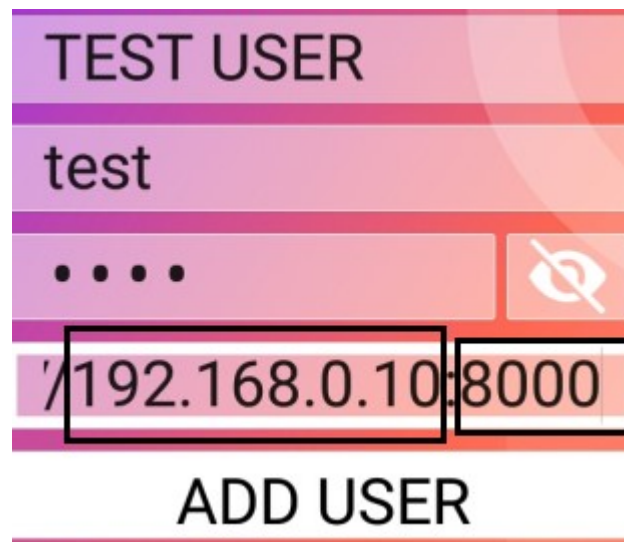 TEST USER
test
••••
/192.168.0.10:8000
ADD USER